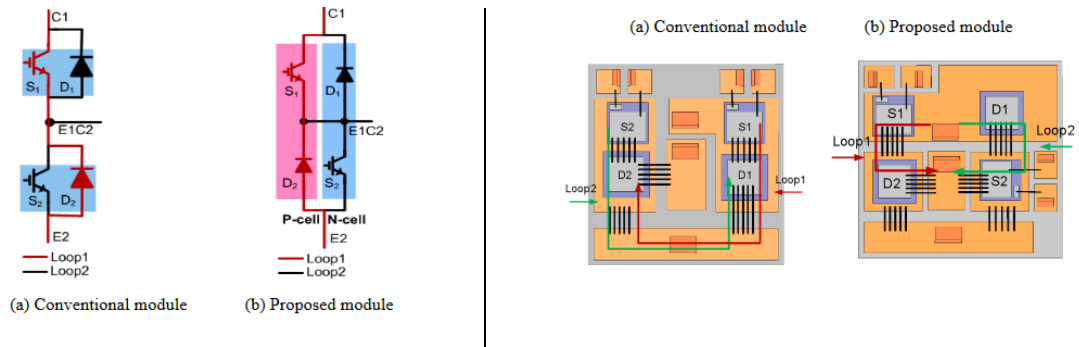 C1
S1
D1
E1C2
S2
D2
E2
Loop1
Loop2
(a) Conventional module
C1
S1
D1
E1C2
D2
S2
P-cell
N-cell
E2
Loop1
Loop2
(b) Proposed module
(a) Conventional module
S2
S1
D2
D1
Loop2
Loop1
(b) Proposed module
S1
D1
Loop1
Loop2
D2
S2